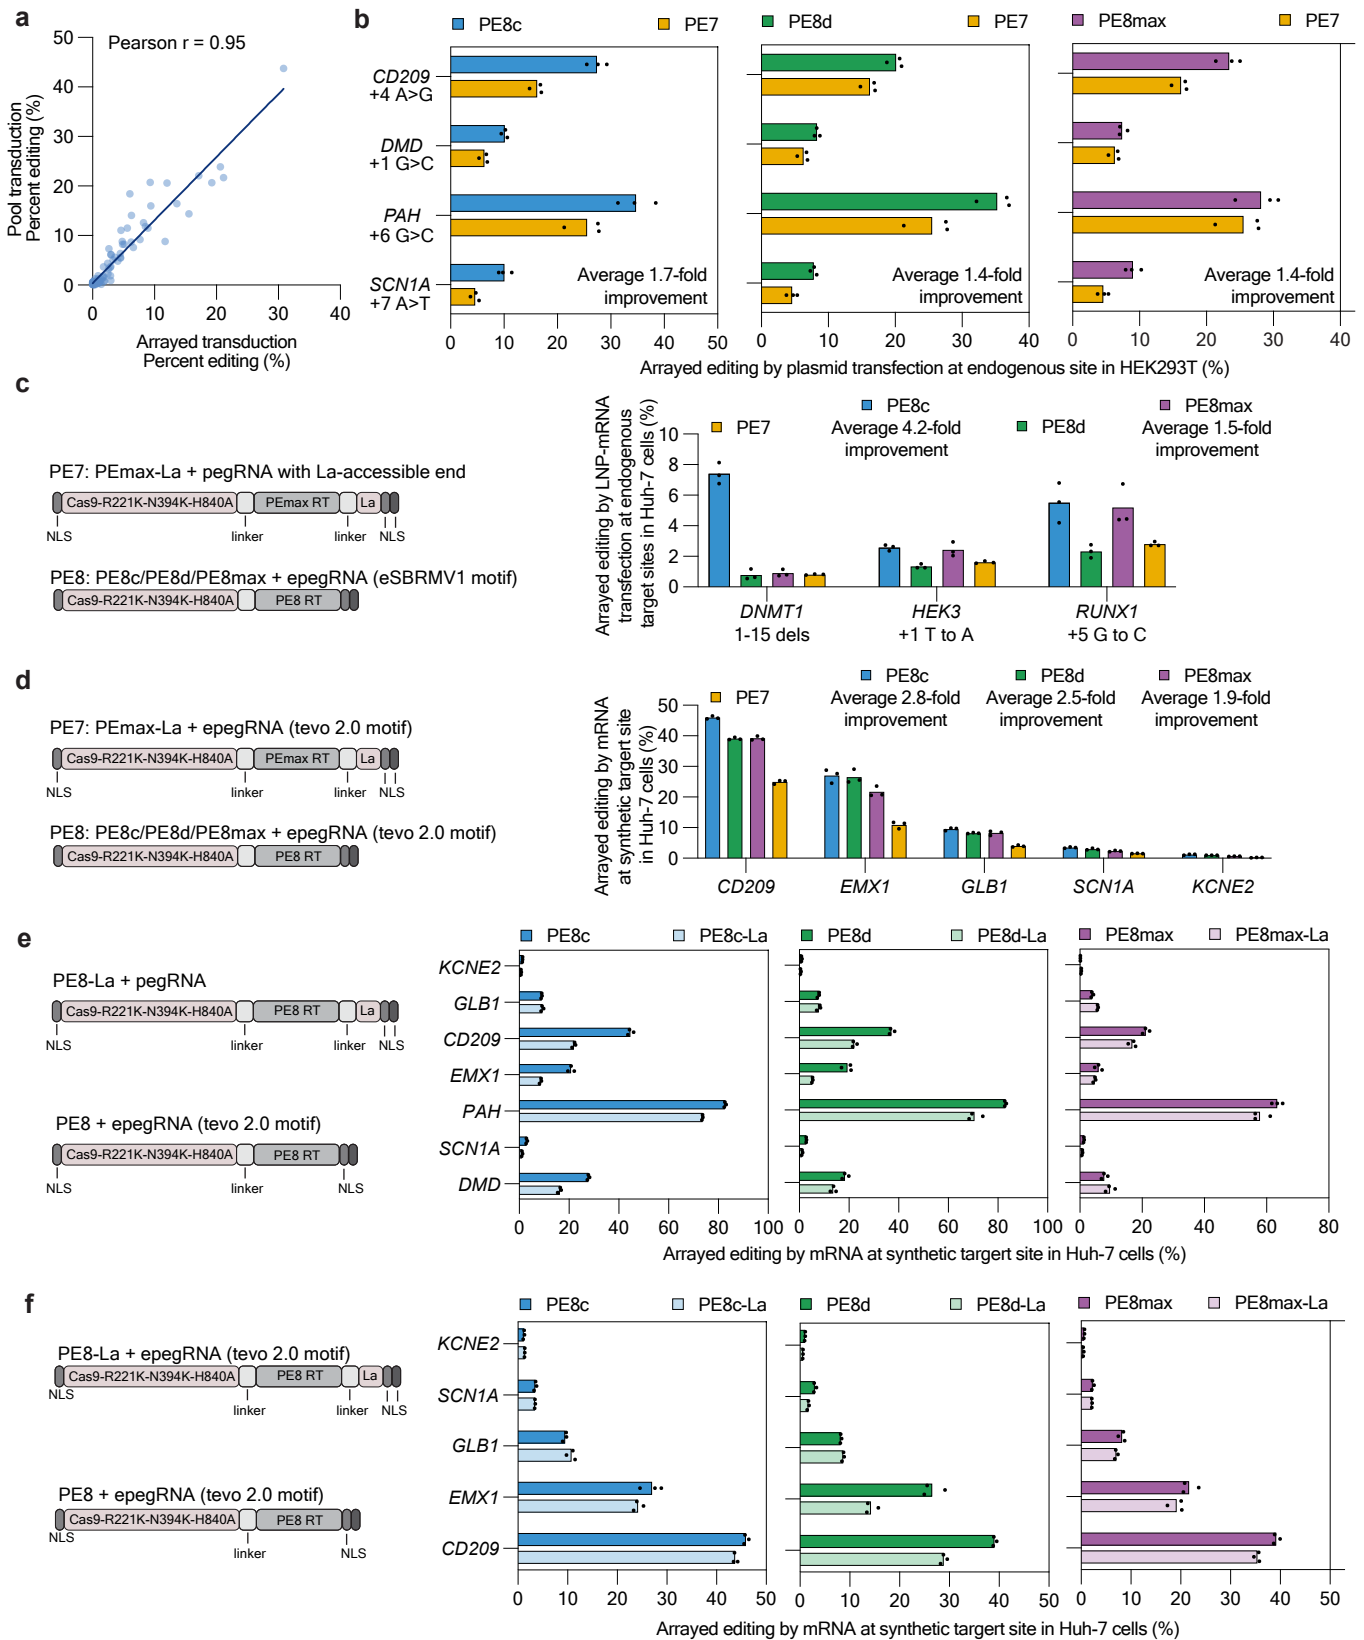 a
Pearson r = 0.95
50
40
30
20
10
0
Pool transduction
Percent editing (%)
0 10 20 30 40
Arrayed transduction
Percent editing (%)
b
PE8c PE7
PE8d PE7
PE8max PE7
CD209
+4 A>G
DMD
+1 G>C
PAH
+6 G>C
SCN1A
+7 A>T
Average 1.7-fold
improvement
Average 1.4-fold
improvement
Average 1.4-fold
improvement
0 10 20 30 40 50
0 10 20 30 40
0 10 20 30 40
Arrayed editing by plasmid transfection at endogenous site in HEK293T (%)
c
PE7: PEmax-La + pegRNA with La-accessible end
Cas9-R221K-N394K-H840A PEmax RT La
NLS linker linker NLS
PE8: PE8c/PE8d/PE8max + epegRNA (eSBRMV1 motif)
Cas9-R221K-N394K-H840A PE8 RT
Arrayed editing by LNP-mRNA
transfection at endogenous
target sites in Huh-7 cells (%)
10
8
6
4
2
0
PE7
PE8c
Average 4.2-fold
improvement
PE8d
PE8max
Average 1.5-fold
improvement
DNMT1
1-15 dels
HEK3
+1 T to A
RUNX1
+5 G to C
d
PE7: PEmax-La + epegRNA (tevo 2.0 motif)
Cas9-R221K-N394K-H840A PEmax RT La
NLS linker linker NLS
PE8: PE8c/PE8d/PE8max + epegRNA (tevo 2.0 motif)
Cas9-R221K-N394K-H840A PE8 RT
Arrayed editing by mRNA
at synthetic targert site
in Huh-7 cells (%)
50
40
30
20
10
0
PE7
PE8c
Average 2.8-fold
improvement
PE8d
Average 2.5-fold
improvement
PE8max
Average 1.9-fold
improvement
CD209 EMX1 GLB1 SCN1A KCNE2
e
PE8-La + pegRNA
Cas9-R221K-N394K-H840A PE8 RT La
NLS linker linker NLS
PE8 + epegRNA (tevo 2.0 motif)
Cas9-R221K-N394K-H840A PE8 RT
NLS linker NLS
PE8c PE8c-La
PE8d PE8d-La
PE8max PE8max-La
KCNE2
GLB1
CD209
EMX1
PAH
SCN1A
DMD
0 20 40 60 80 100
0 20 40 60 80 100
0 20 40 60 80
Arrayed editing by mRNA at synthetic targert site in Huh-7 cells (%)
f
PE8-La + epegRNA (tevo 2.0 motif)
Cas9-R221K-N394K-H840A PE8 RT La
NLS linker linker NLS
PE8 + epegRNA (tevo 2.0 motif)
Cas9-R221K-N394K-H840A PE8 RT
NLS linker NLS
PE8c PE8c-La
PE8d PE8d-La
PE8max PE8max-La
KCNE2
SCN1A
GLB1
EMX1
CD209
0 10 20 30 40 50
0 10 20 30 40 50
0 10 20 30 40 50
Arrayed editing by mRNA at synthetic targert site in Huh-7 cells (%)